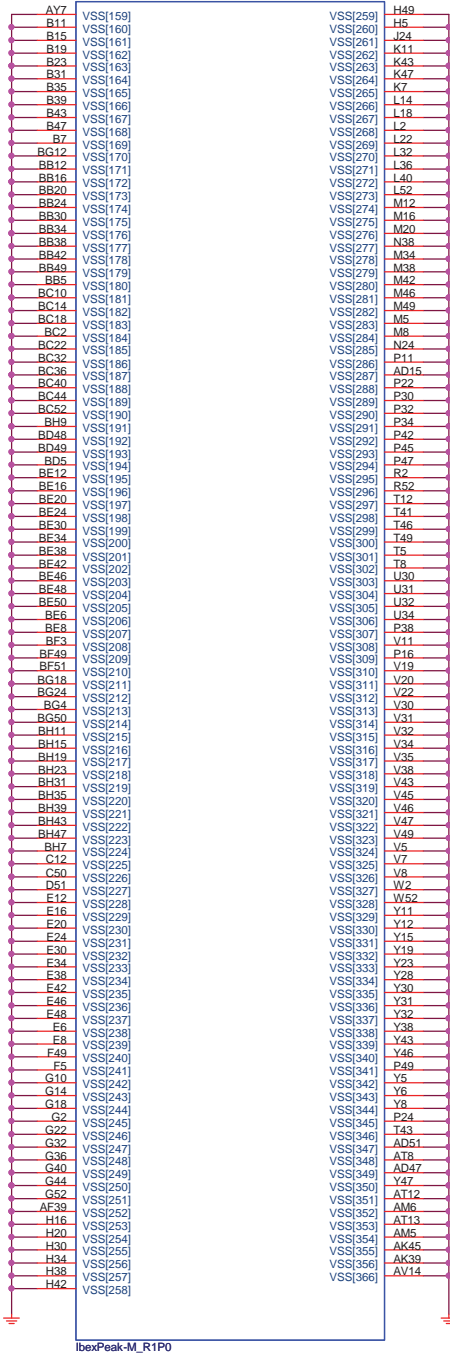 AY7 VSS[159] VSS[259] H49
B11 VSS[160] VSS[260] H5
B15 VSS[161] VSS[261] J24
B19 VSS[162] VSS[262] K11
B23 VSS[163] VSS[263] K43
B31 VSS[164] VSS[264] K47
B35 VSS[165] VSS[265] K7
B39 VSS[166] VSS[266] L14
B43 VSS[167] VSS[267] L18
B47 VSS[168] VSS[268] L2
B7 VSS[169] VSS[269] L22
BG12 VSS[170] VSS[270] L32
BB12 VSS[171] VSS[271] L36
BB16 VSS[172] VSS[272] L40
BB20 VSS[173] VSS[273] L52
BB24 VSS[174] VSS[274] M12
BB30 VSS[175] VSS[275] M16
BB34 VSS[176] VSS[276] M20
BB38 VSS[177] VSS[277] N38
BB42 VSS[178] VSS[278] M34
BB49 VSS[179] VSS[279] M38
BB5 VSS[180] VSS[280] M42
BC10 VSS[181] VSS[281] M46
BC14 VSS[182] VSS[282] M49
BC18 VSS[183] VSS[283] M5
BC2 VSS[184] VSS[284] M8
BC22 VSS[185] VSS[285] N24
BC32 VSS[186] VSS[286] P11
BC36 VSS[187] VSS[287] AD15
BC40 VSS[188] VSS[288] P22
BC44 VSS[189] VSS[289] P30
BC52 VSS[190] VSS[290] P32
BH9 VSS[191] VSS[291] P34
BD48 VSS[192] VSS[292] P42
BD49 VSS[193] VSS[293] P45
BD5 VSS[194] VSS[294] P47
BE12 VSS[195] VSS[295] R2
BE16 VSS[196] VSS[296] R52
BE20 VSS[197] VSS[297] T12
BE24 VSS[198] VSS[298] T41
BE30 VSS[199] VSS[299] T46
BE34 VSS[200] VSS[300] T49
BE38 VSS[201] VSS[301] T5
BE42 VSS[202] VSS[302] T8
BE46 VSS[203] VSS[303] U30
BE48 VSS[204] VSS[304] U31
BE50 VSS[205] VSS[305] U32
BE6 VSS[206] VSS[306] U34
BE8 VSS[207] VSS[307] P38
BF3 VSS[208] VSS[308] V11
BF49 VSS[209] VSS[309] P16
BF51 VSS[210] VSS[310] V19
BG18 VSS[211] VSS[311] V20
BG24 VSS[212] VSS[312] V22
BG4 VSS[213] VSS[313] V30
BG50 VSS[214] VSS[314] V31
BH11 VSS[215] VSS[315] V32
BH15 VSS[216] VSS[316] V34
BH19 VSS[217] VSS[317] V35
BH23 VSS[218] VSS[318] V38
BH31 VSS[219] VSS[319] V43
BH35 VSS[220] VSS[320] V45
BH39 VSS[221] VSS[321] V46
BH43 VSS[222] VSS[322] V47
BH47 VSS[223] VSS[323] V49
BH7 VSS[224] VSS[324] V5
C12 VSS[225] VSS[325] V7
C50 VSS[226] VSS[326] V8
D51 VSS[227] VSS[327] W2
E12 VSS[228] VSS[328] W52
E16 VSS[229] VSS[329] Y11
E20 VSS[230] VSS[330] Y12
E24 VSS[231] VSS[331] Y15
E30 VSS[232] VSS[332] Y19
E34 VSS[233] VSS[333] Y23
E38 VSS[234] VSS[334] Y28
E42 VSS[235] VSS[335] Y30
E46 VSS[236] VSS[336] Y31
E48 VSS[237] VSS[337] Y32
E6 VSS[238] VSS[338] Y38
E8 VSS[239] VSS[339] Y43
F49 VSS[240] VSS[340] Y46
F5 VSS[241] VSS[341] P49
G10 VSS[242] VSS[342] Y5
G14 VSS[243] VSS[343] Y6
G18 VSS[244] VSS[344] Y8
G2 VSS[245] VSS[345] P24
G22 VSS[246] VSS[346] T43
G32 VSS[247] VSS[347] AD51
G36 VSS[248] VSS[348] AT8
G40 VSS[249] VSS[349] AD47
G44 VSS[250] VSS[350] Y47
G52 VSS[251] VSS[351] AT12
AF39 VSS[252] VSS[352] AM6
H16 VSS[253] VSS[353] AT13
H20 VSS[254] VSS[354] AM5
H30 VSS[255] VSS[355] AK45
H34 VSS[256] VSS[356] AK39
H38 VSS[257] VSS[366] AV14
H42 VSS[258]
IbexPeak-M_R1P0